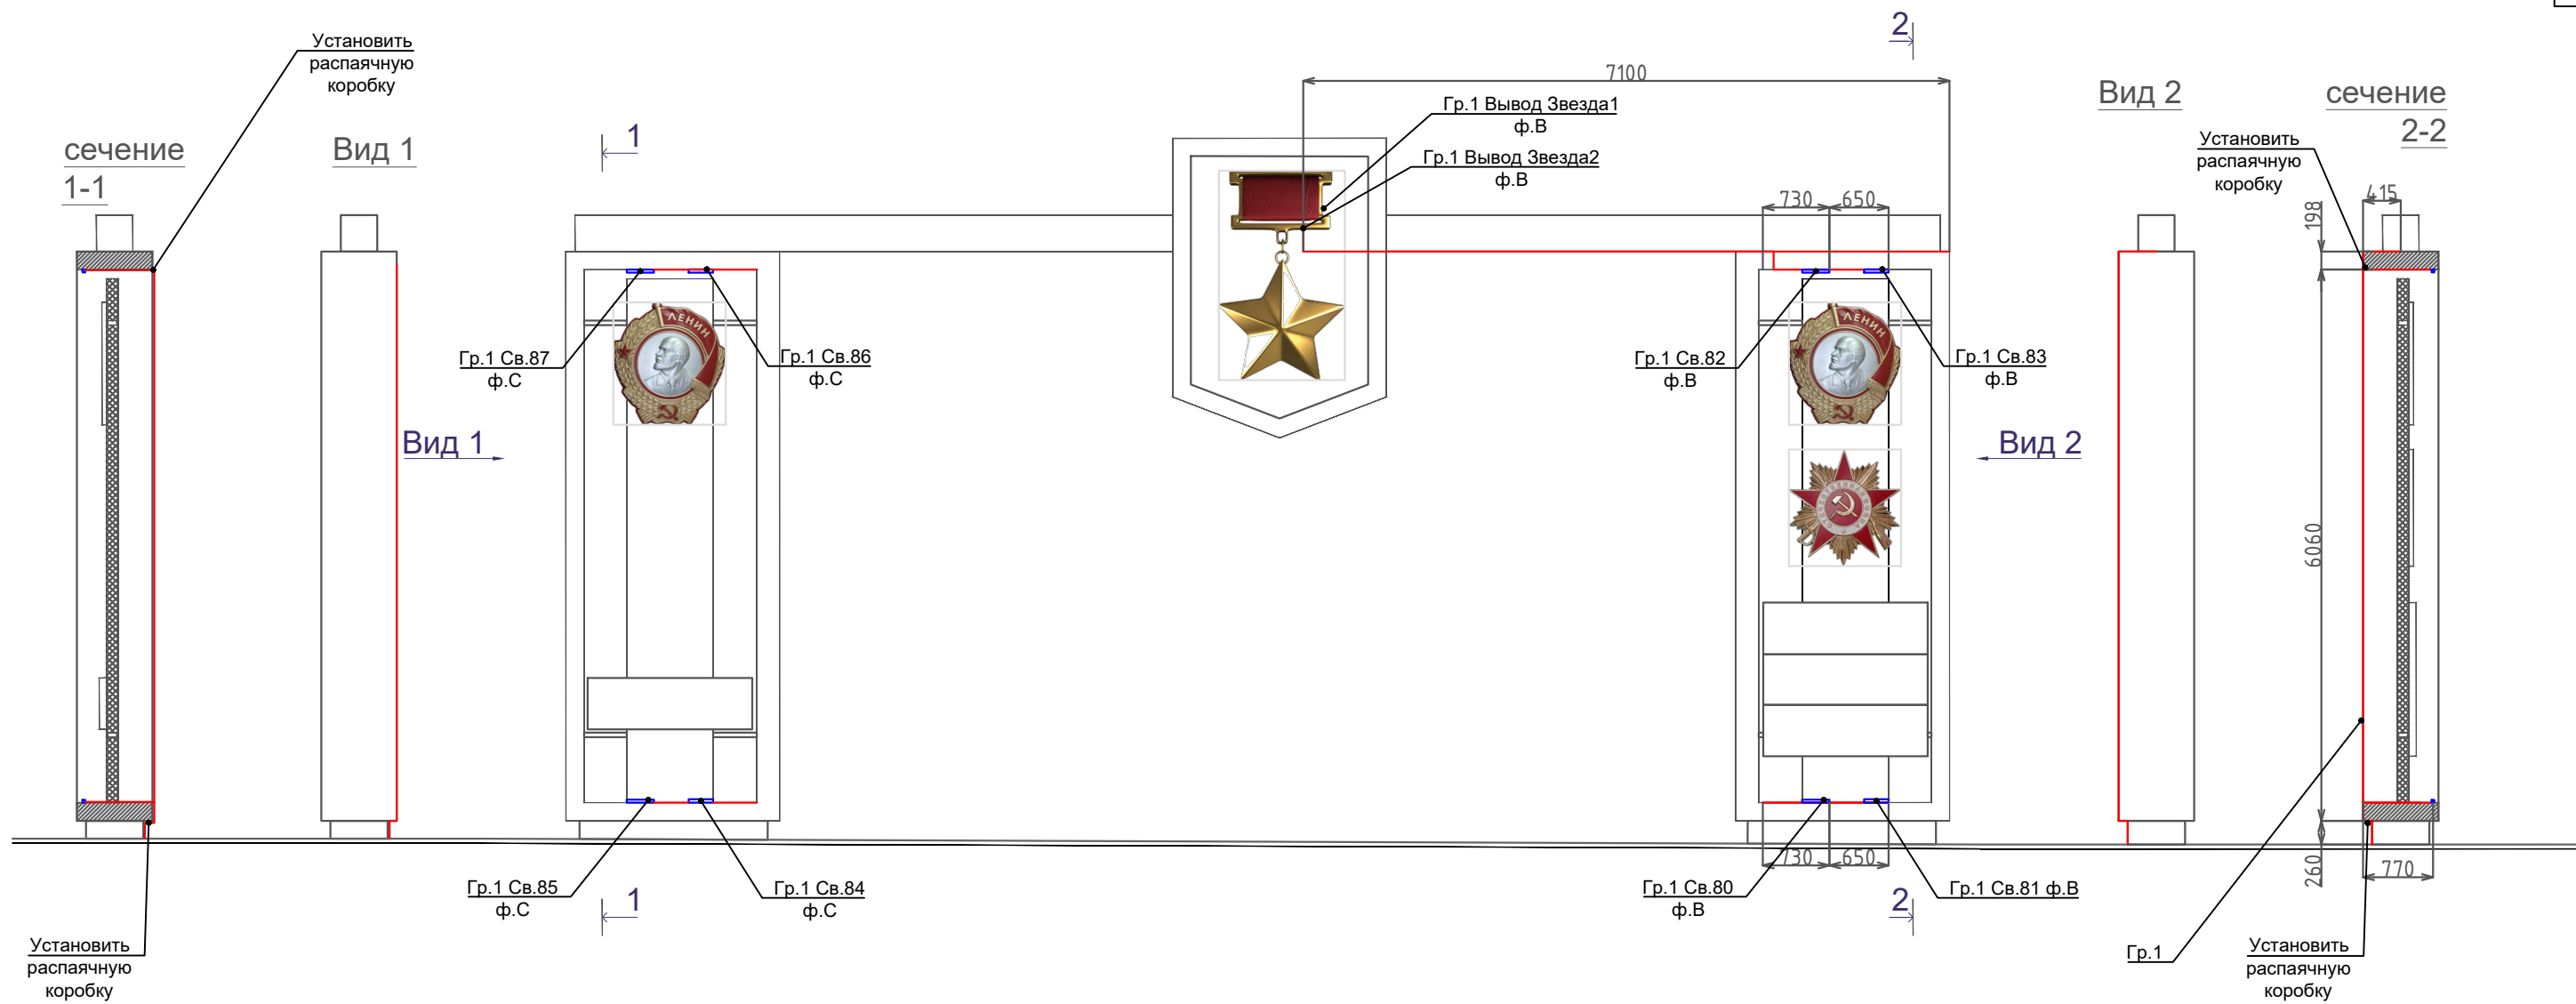 Установить
распаячную
коробку
сечение
1-1
Вид 1
1
Гр.1 Вывод Звезда1
ф.В
Гр.1 Вывод Звезда2
ф.В
7100
2
Вид 2
сечение
2-2
Установить
распаячную
коробку
415
198
730
650
ЛЕНИН
ЛЕНИН
Гр.1 Св.87
ф.С
Гр.1 Св.86
ф.С
Гр.1 Св.82
ф.В
Гр.1 Св.83
ф.В
Вид 1
Вид 2
6060
Гр.1 Св.85
ф.С
Гр.1 Св.84
ф.С
1
730
650
Гр.1 Св.80
ф.В
Гр.1 Св.81 ф.В
2
260
770
Гр.1
Установить
распаячную
коробку
Установить
распаячную
коробку